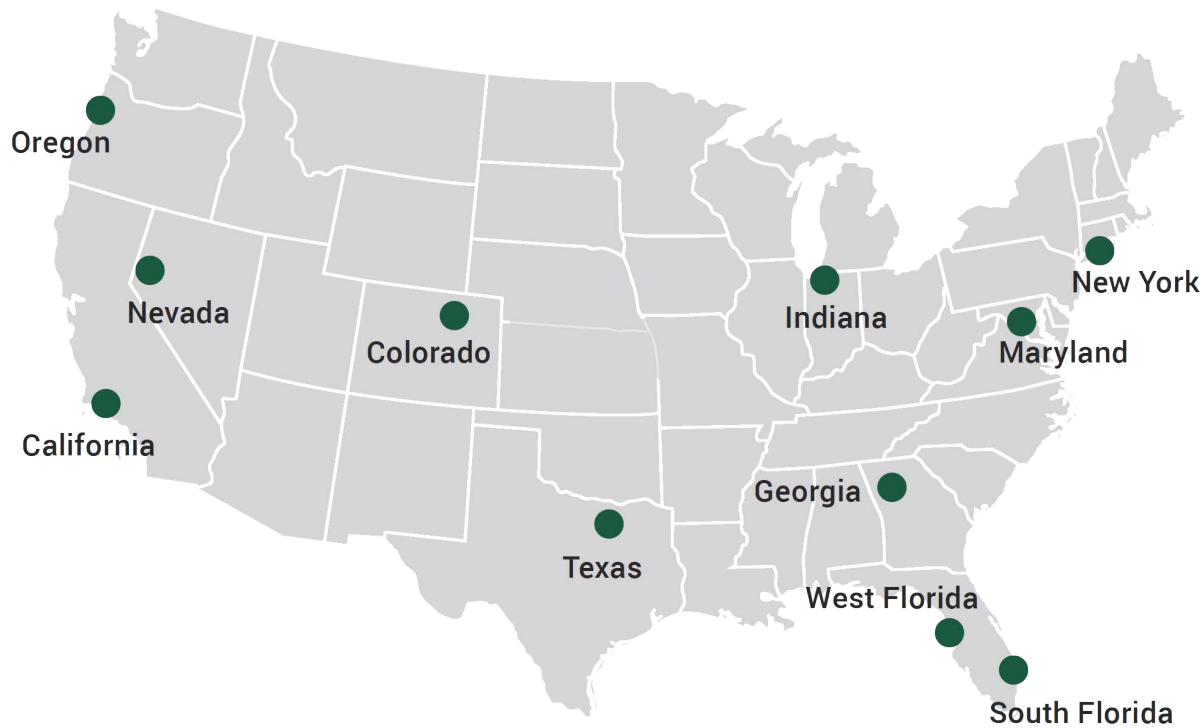 Oregon
New York
Nevada
Indiana
Colorado
Maryland
California
Georgia
Texas
West Florida
South Florida